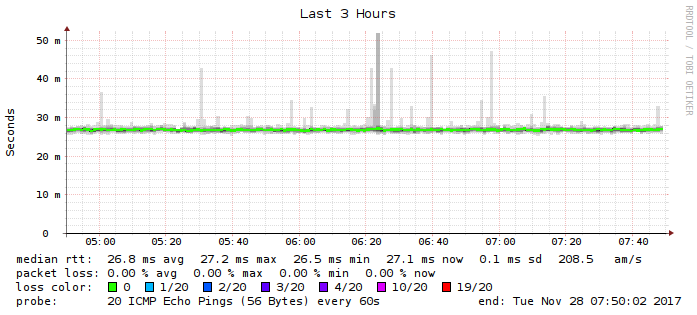 Last 3 Hours
RRDTOOL / TOBI OETIKER
Seconds
50 m
40 m
30 m
20 m
10 m
0
05:00 05:20 05:40 06:00 06:20 06:40 07:00 07:20 07:40
median rtt: 26.8 ms avg 27.2 ms max 26.5 ms min 27.1 ms now 0.1 ms sd 208.5 am/s
packet loss: 0.00 % avg 0.00 % max 0.00 % min 0.00 % now
loss color: 0 1/20 2/20 3/20 4/20 10/20 19/20
probe: 20 ICMP Echo Pings (56 Bytes) every 60s end: Tue Nov 28 07:50:02 2017